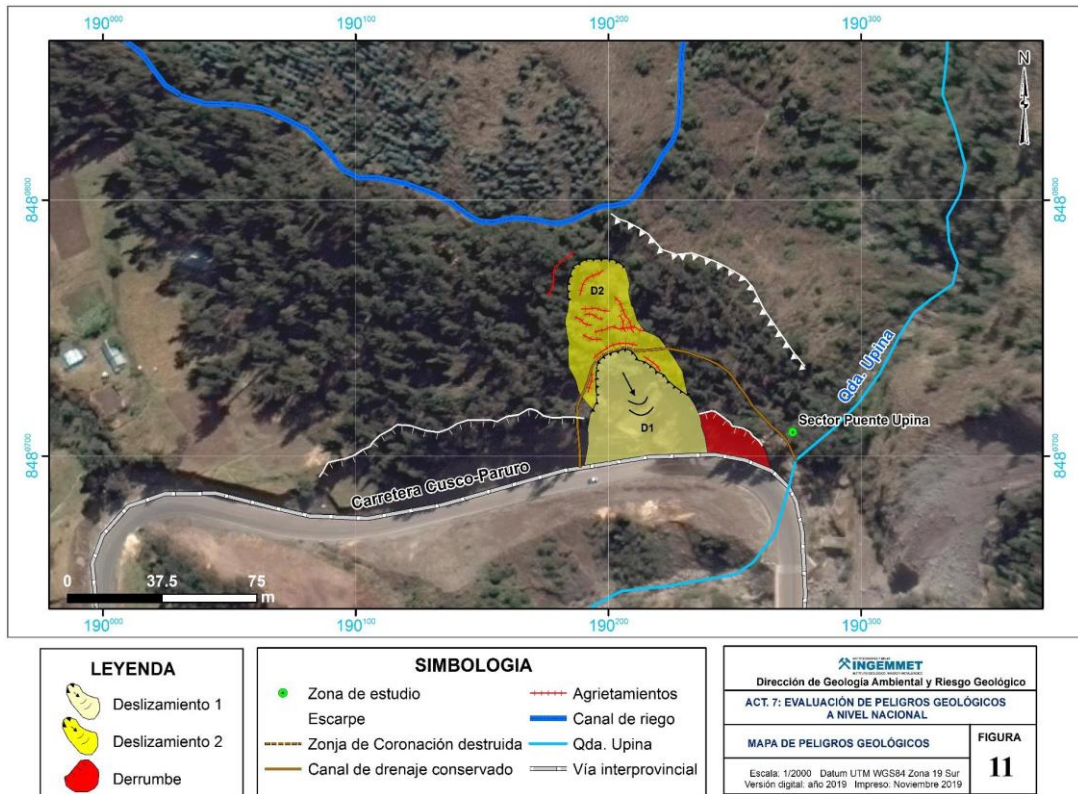 190⁰⁰⁰ 190¹⁰⁰ 190²⁰⁰ 190³⁰⁰
N
848⁰⁸⁰⁰ 848⁰⁸⁰⁰
D2
Qda. Upina
Sector Puente Upina
D1
848⁰⁷⁰⁰ 848⁰⁷⁰⁰
Carretera Cusco-Paruro
0 37.5 75
m
190⁰⁰⁰ 190¹⁰⁰ 190²⁰⁰ 190³⁰⁰
LEYENDA
Deslizamiento 1
Deslizamiento 2
Derrumbe
SIMBOLOGIA
Zona de estudio
Escarpe
Zonja de Coronación destruida
Canal de drenaje conservado
Agrietamientos
Canal de riego
Qda. Upina
Vía interprovincial
INGEMMET
Dirección de Geología Ambiental y Riesgo Geológico
ACT. 7: EVALUACIÓN DE PELIGROS GEOLÓGICOS
A NIVEL NACIONAL
MAPA DE PELIGROS GEOLÓGICOS
FIGURA
11
Escala: 1/2000 Datum UTM WGS84 Zona 19 Sur
Versión digital: año 2019 Impreso: Noviembre 2019